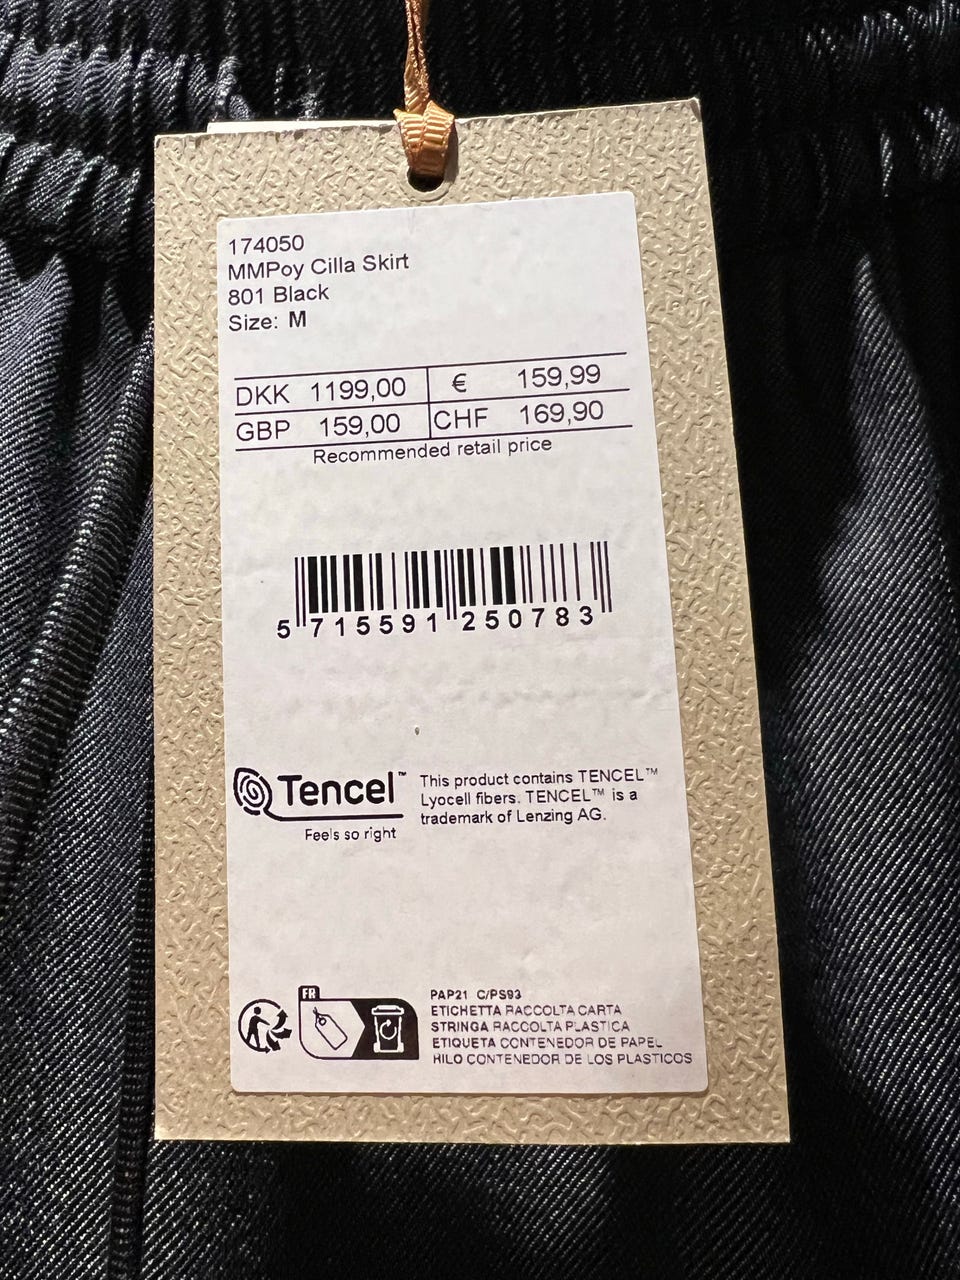 174050
MMPoy Cilla Skirt
801 Black
Size: M
DKK 1199,00 € 159,99
GBP 159,00 CHF 169,90
Recommended retail price
5 715591 250783
Tencel™
Feels so right
This product contains TENCEL™
Lyocell fibers. TENCEL™ is a
trademark of Lenzing AG.
FR
PAP21 C/PS93
ETICHETTA RACCOLTA CARTA
STRINGA RACCOLTA PLASTICA
ETIQUETA CONTENEDOR DE PAPEL
HILO CONTENEDOR DE LOS PLASTICOS